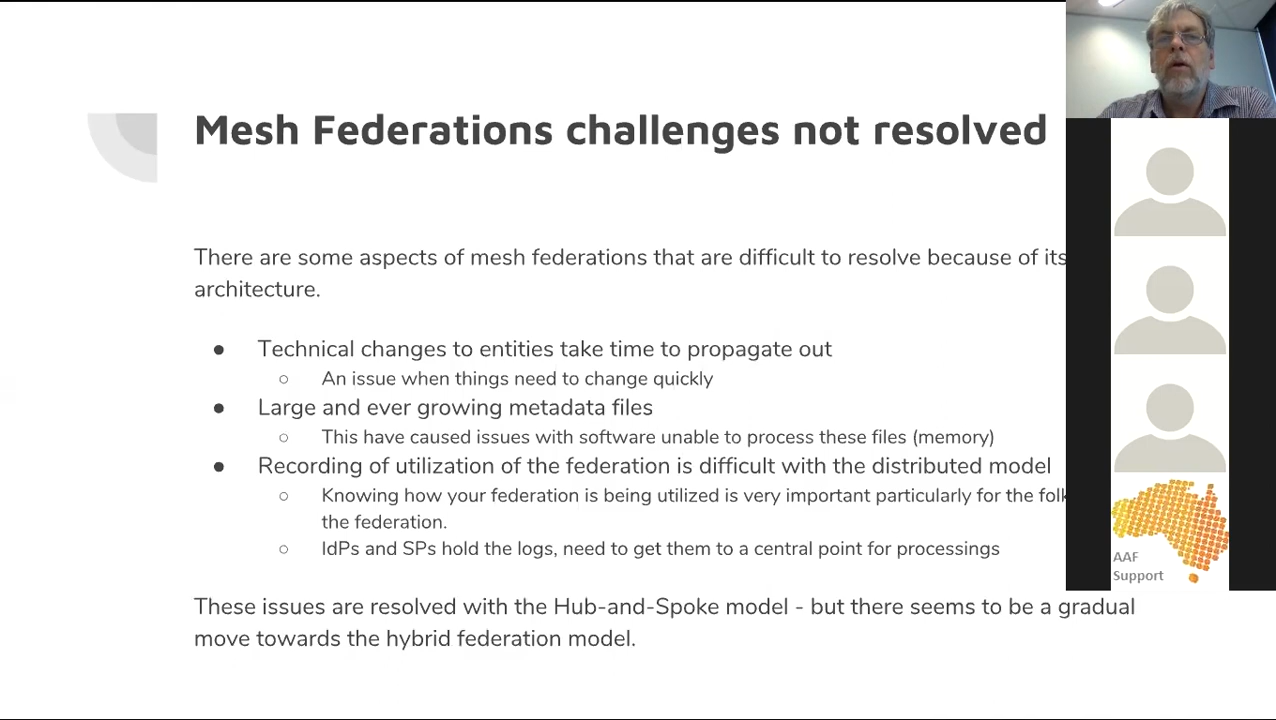 Mesh Federations challenges not resolved
There are some aspects of mesh federations that are difficult to resolve because of its
architecture.
● Technical changes to entities take time to propagate out
○ An issue when things need to change quickly
● Large and ever growing metadata files
○ This have caused issues with software unable to process these files (memory)
● Recording of utilization of the federation is difficult with the distributed model
○ Knowing how your federation is being utilized is very important particularly for the folk
the federation.
○ IdPs and SPs hold the logs, need to get them to a central point for processings
These issues are resolved with the Hub-and-Spoke model - but there seems to be a gradual
move towards the hybrid federation model.
AAF
Support